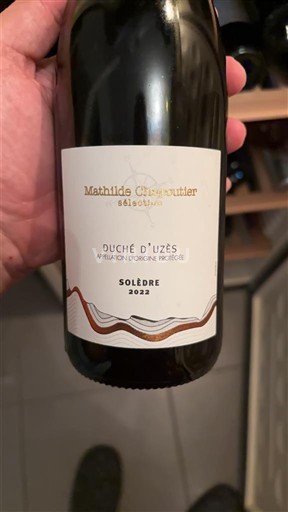 Mathilde Chapoutier
sélection
DUCHÉ D'UZÈS
APPELLATION D'ORIGINE PROTÉGÉE
SOLÈDRE
2022